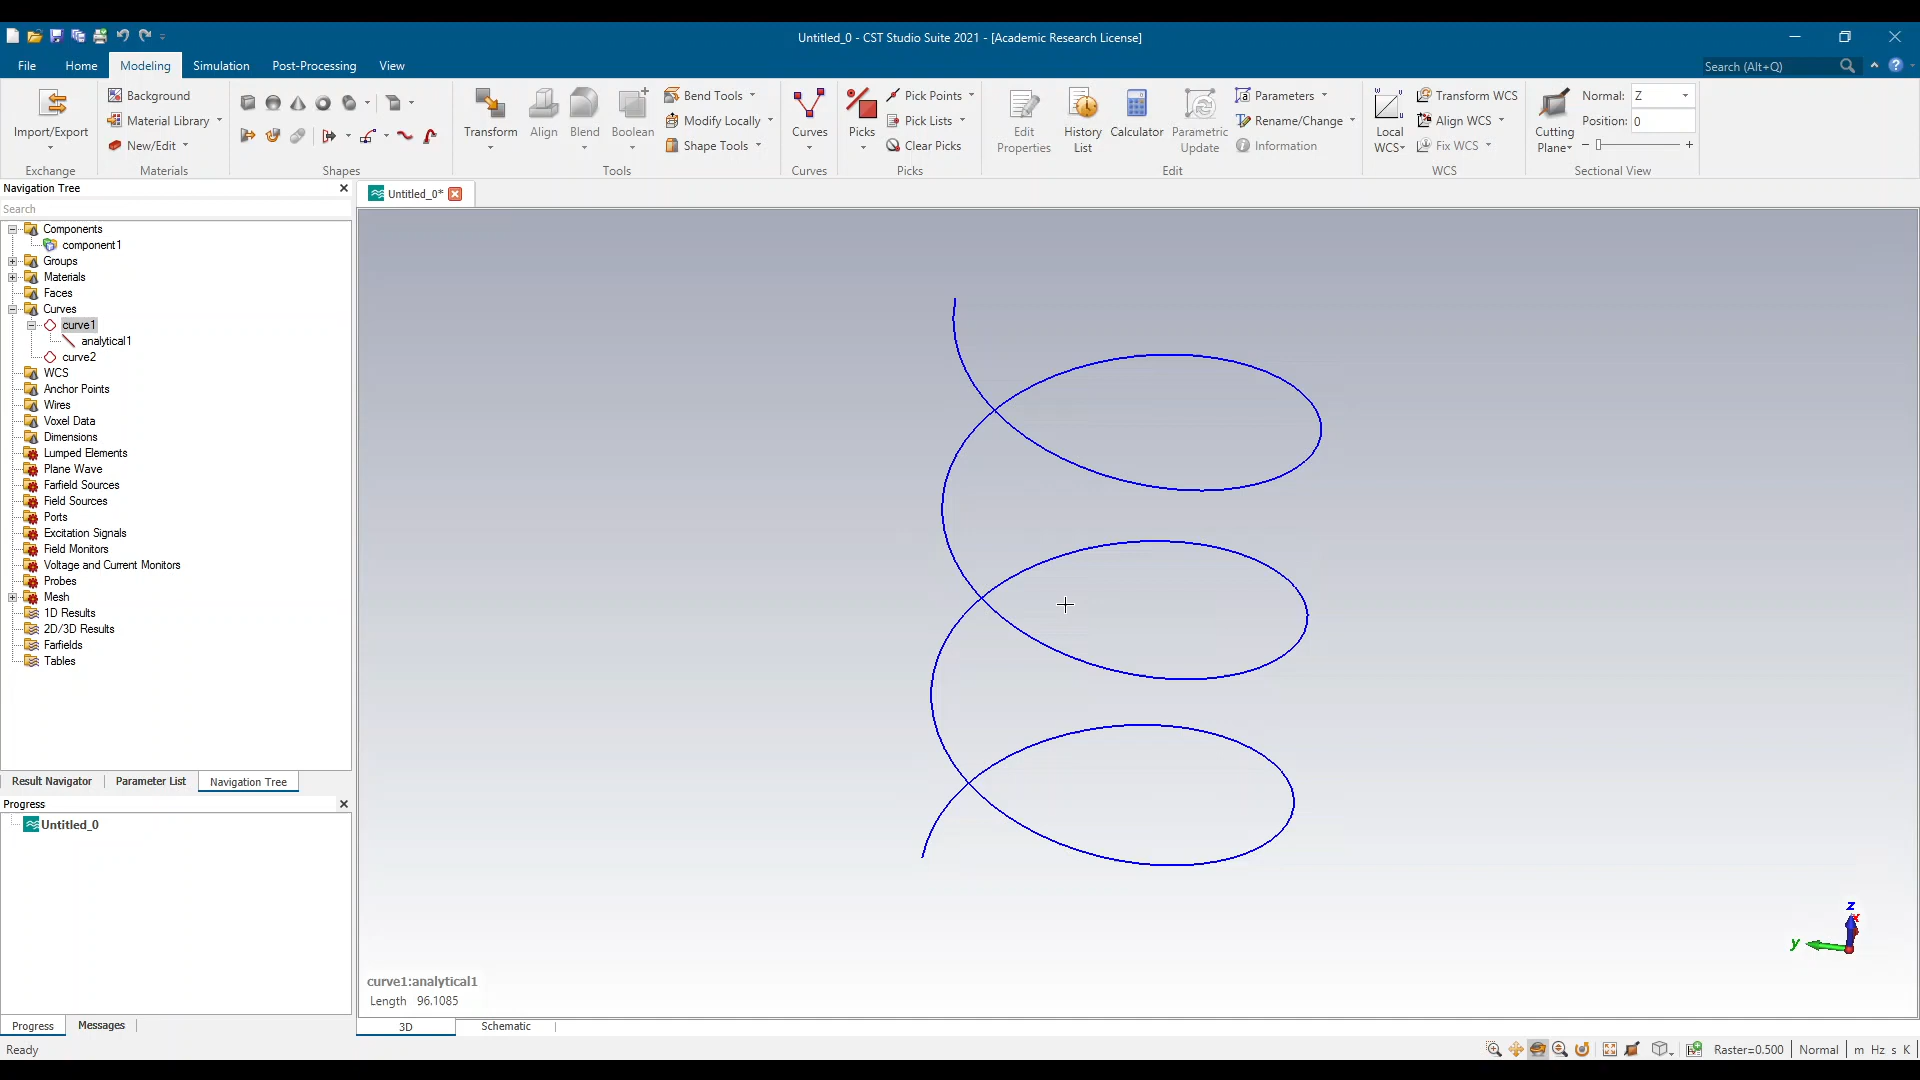 Untitled_0 - CST Studio Suite 2021 - [Academic Research License]
File Home Modeling Simulation Post-Processing View
Search (Alt+Q)
Import/Export
Exchange
Background
Material Library
New/Edit
Materials
Shapes
Transform
Align
Blend
Boolean
Bend Tools
Modify Locally
Shape Tools
Tools
Curves
Curves
Picks
Pick Points
Pick Lists
Clear Picks
Picks
Edit
Properties
History
List
Calculator
Parametric
Update
Parameters
Rename/Change
Information
Edit
Local
WCS
Transform WCS
Align WCS
Fix WCS
WCS
Cutting
Plane
Normal: Z
Position: 0
Sectional View
Navigation Tree
Search
Components
component1
Groups
Materials
Faces
Curves
curve1
analytical1
curve2
WCS
Anchor Points
Wires
Voxel Data
Dimensions
Lumped Elements
Plane Wave
Farfield Sources
Field Sources
Ports
Excitation Signals
Field Monitors
Voltage and Current Monitors
Probes
Mesh
1D Results
2D/3D Results
Farfields
Tables
Result Navigator Parameter List Navigation Tree
Progress
Untitled_0
Progress Messages
Untitled_0*
z
x
y
curve1:analytical1
Length 96.1085
3D Schematic
Ready
Raster=0.500 Normal m Hz s K